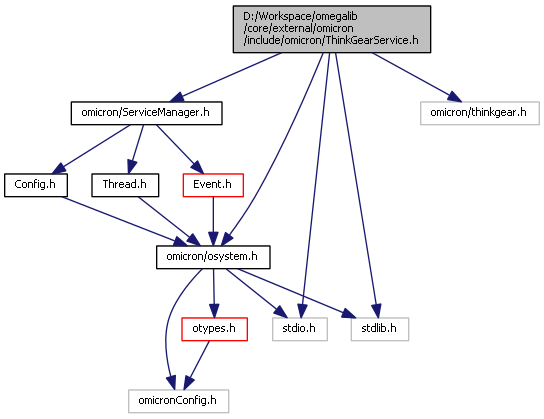 D:/Workspace/omegalib
/core/external/omicron
/include/omicron/ThinkGearService.h
omicron/ServiceManager.h
omicron/thinkgear.h
Config.h
Thread.h
Event.h
omicron/osystem.h
otypes.h
stdio.h
stdlib.h
omicronConfig.h